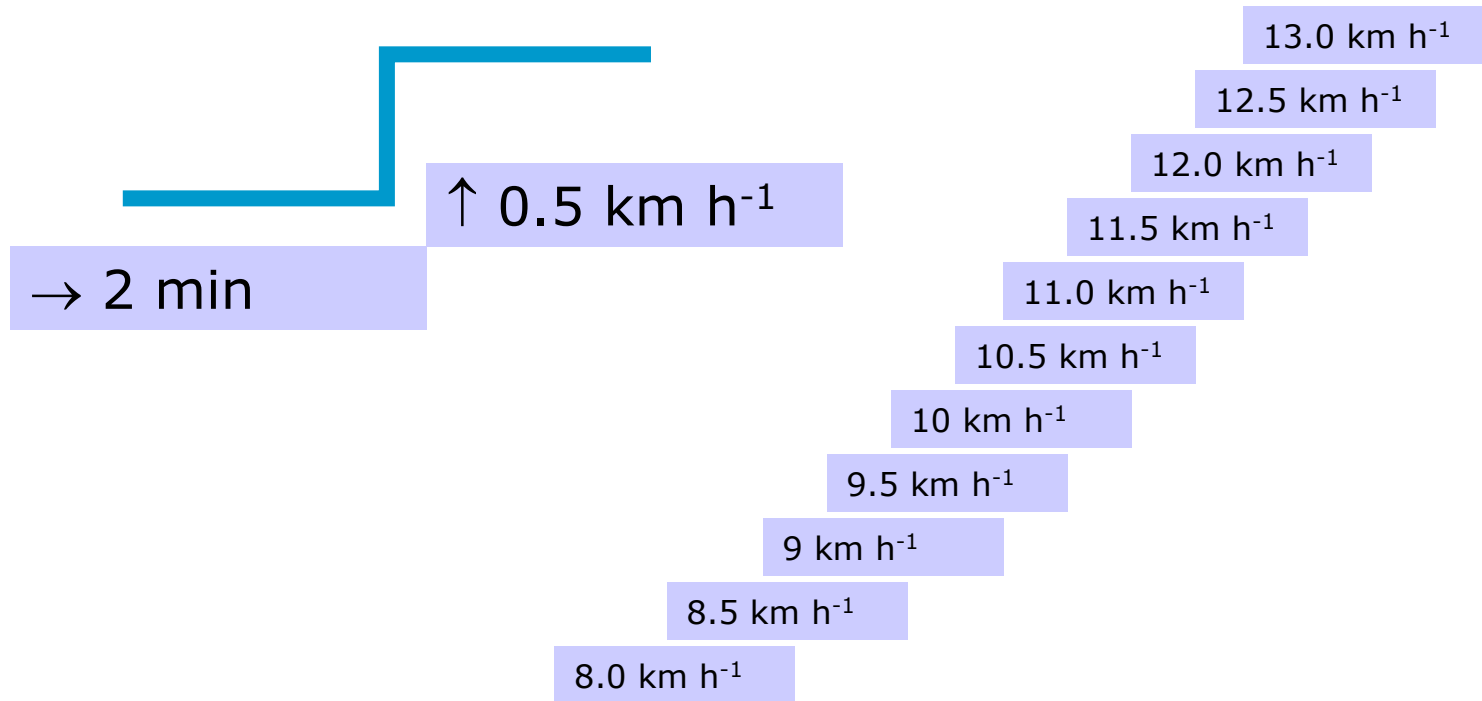 13.0 km h⁻¹
12.5 km h⁻¹
12.0 km h⁻¹
↑ 0.5 km h⁻¹
11.5 km h⁻¹
→ 2 min
11.0 km h⁻¹
10.5 km h⁻¹
10 km h⁻¹
9.5 km h⁻¹
9 km h⁻¹
8.5 km h⁻¹
8.0 km h⁻¹